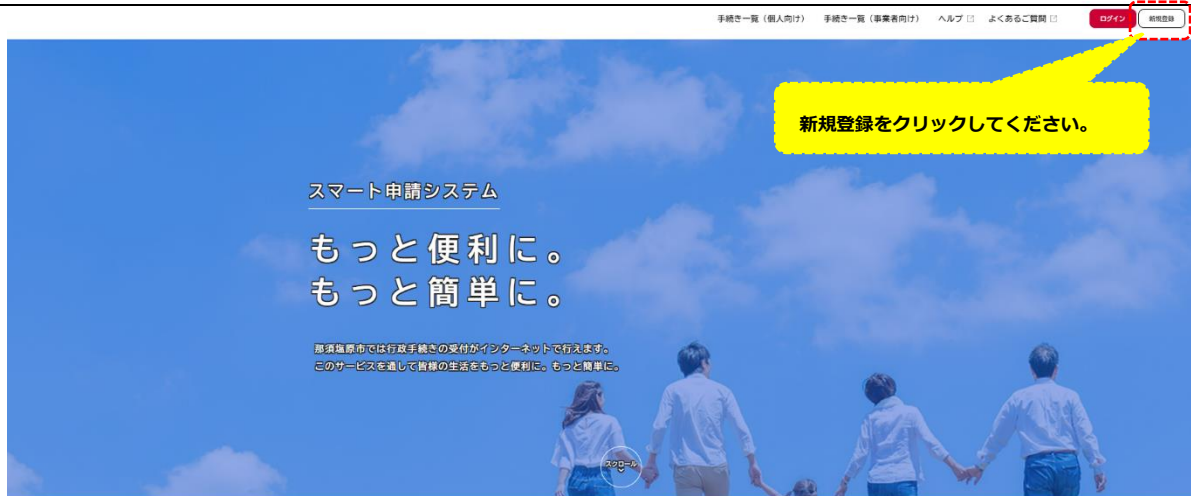 手続き一覧（個人向け） 手続き一覧（事業者向け） ヘルプ よくあるご質問 ログイン 新規登録
新規登録をクリックしてください。
スマート申請システム
もっと便利に。
もっと簡単に。
那須塩原市では行政手続きの受付がインターネットで行えます。
このサービスを通して皆様の生活をもっと便利に。もっと簡単に。
スクロール